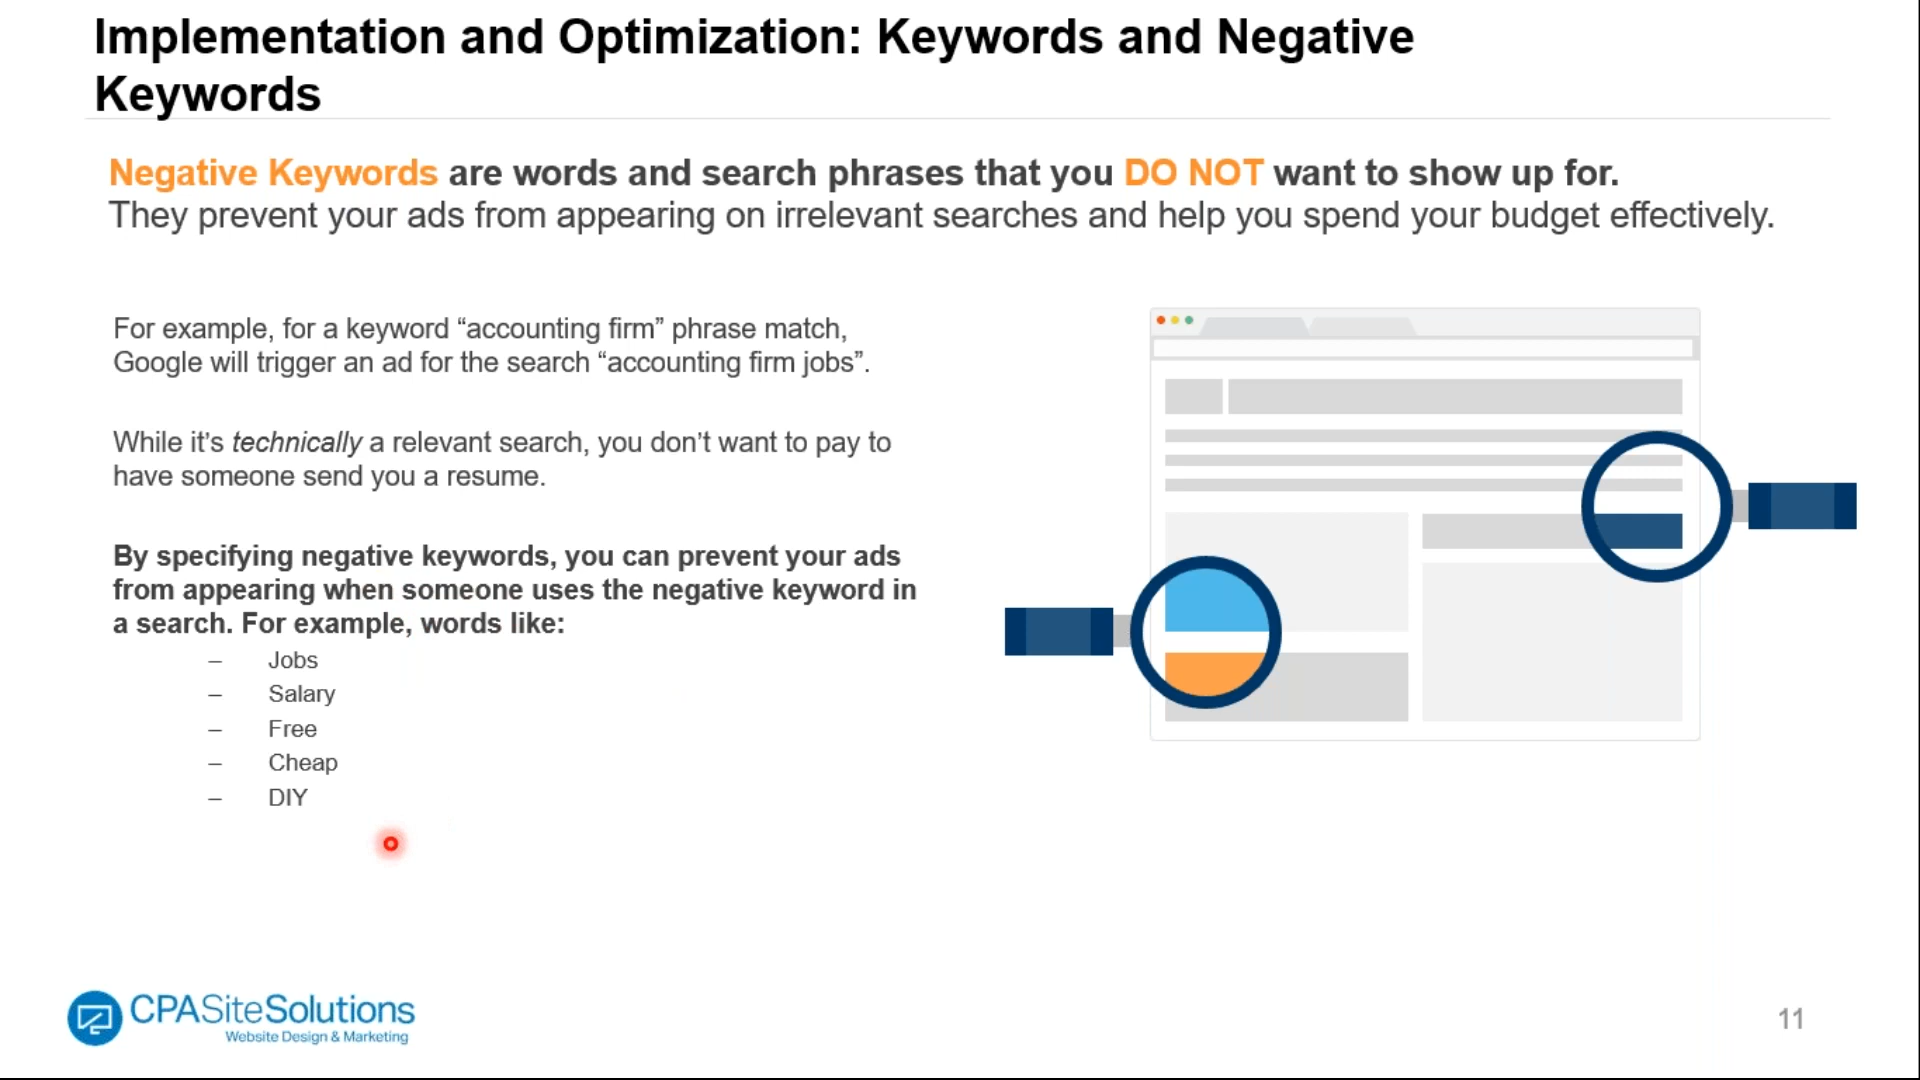 Implementation and Optimization: Keywords and Negative
Keywords
Negative Keywords are words and search phrases that you DO NOT want to show up for.
They prevent your ads from appearing on irrelevant searches and help you spend your budget effectively.
For example, for a keyword “accounting firm” phrase match,
Google will trigger an ad for the search “accounting firm jobs”.
While it’s technically a relevant search, you don’t want to pay to
have someone send you a resume.
By specifying negative keywords, you can prevent your ads
from appearing when someone uses the negative keyword in
a search. For example, words like:
– Jobs
– Salary
– Free
– Cheap
– DIY
CPASiteSolutions
Website Design & Marketing
11